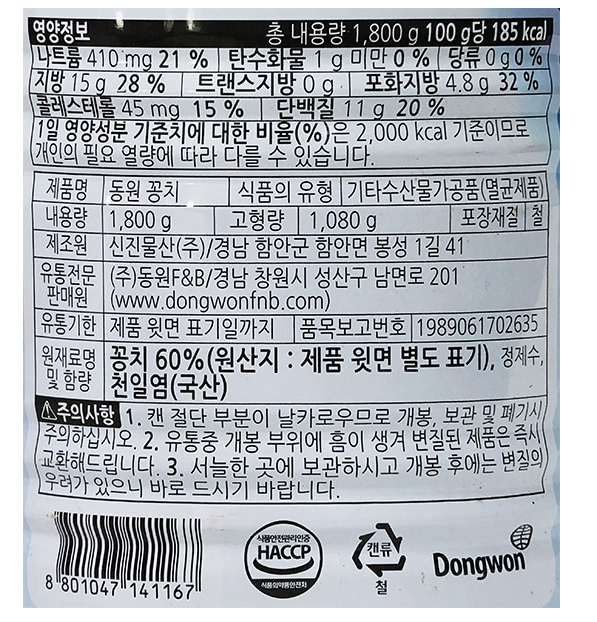 영양정보 총 내용량 1,800 g 100 g당 185 kcal
나트륨 410 mg 21 % 탄수화물 1 g 미만 0 % 당류 0 g 0 %
지방 15 g 28 % 트랜스지방 0 g 포화지방 4.8 g 32 %
콜레스테롤 45 mg 15 % 단백질 11 g 20 %
1일 영양성분 기준치에 대한 비율(%)은 2,000 kcal 기준이므로
개인의 필요 열량에 따라 다를 수 있습니다.
제품명 동원 꽁치 식품의 유형 기타수산물가공품(멸균제품)
내용량 1,800 g 고형량 1,080 g 포장재질 철
제조원 신진물산(주)/경남 함안군 함안면 봉성 1길 41
유통전문 (주)동원F&B/경남 창원시 성산구 남면로 201
판매원 (www.dongwonfnb.com)
유통기한 제품 윗면 표기일까지 품목보고번호 1989061702635
원재료명 꽁치 60%(원산지 : 제품 윗면 별도 표기), 정제수,
및 함량 천일염(국산)
주의사항 1. 캔 절단 부분이 날카로우므로 개봉, 보관 및 폐기시
주의하십시오. 2. 유통중 개봉 부위에 흠이 생겨 변질된 제품은 즉시
교환해드립니다. 3. 서늘한 곳에 보관하시고 개봉 후에는 변질의
우려가 있으니 바로 드시기 바랍니다.
식품안전관리인증
HACCP
식품의약품안전처
캔류
철
Dongwon
8 801047 141167